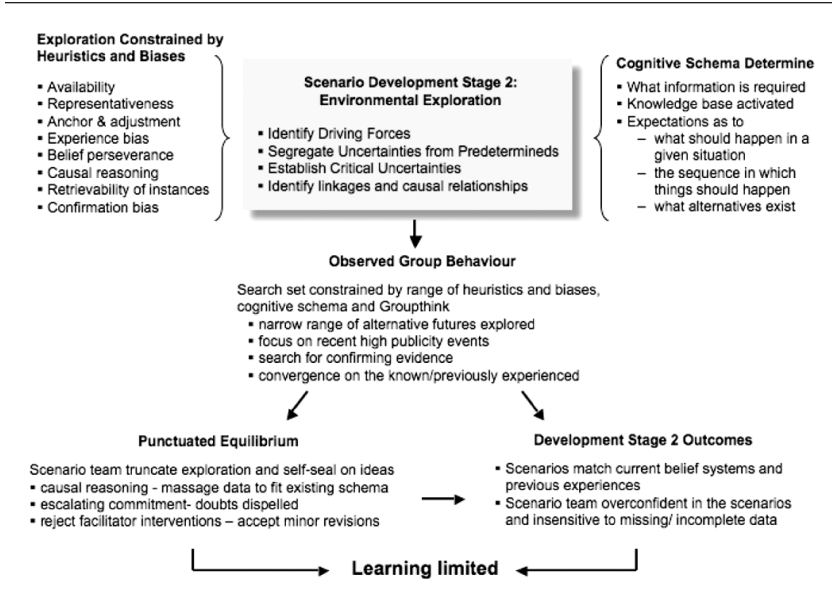 Exploration Constrained by
Heuristics and Biases
▪ Availability
▪ Representativeness
▪ Anchor & adjustment
▪ Experience bias
▪ Belief perseverance
▪ Causal reasoning
▪ Retrievability of instances
▪ Confirmation bias
Scenario Development Stage 2:
Environmental Exploration
▪ Identify Driving Forces
▪ Segregate Uncertainties from Predetermineds
▪ Establish Critical Uncertainties
▪ Identify linkages and causal relationships
Cognitive Schema Determine
▪ What information is required
▪ Knowledge base activated
▪ Expectations as to
– what should happen in a
given situation
– the sequence in which
things should happen
– what alternatives exist
Observed Group Behaviour
Search set constrained by range of heuristics and biases,
cognitive schema and Groupthink
▪ narrow range of alternative futures explored
▪ focus on recent high publicity events
▪ search for confirming evidence
▪ convergence on the known/previously experienced
Punctuated Equilibrium
Scenario team truncate exploration and self-seal on ideas
▪ causal reasoning - massage data to fit existing schema
▪ escalating commitment- doubts dispelled
▪ reject facilitator interventions – accept minor revisions
Development Stage 2 Outcomes
▪ Scenarios match current belief systems and
previous experiences
▪ Scenario team overconfident in the scenarios
and insensitive to missing/ incomplete data
Learning limited